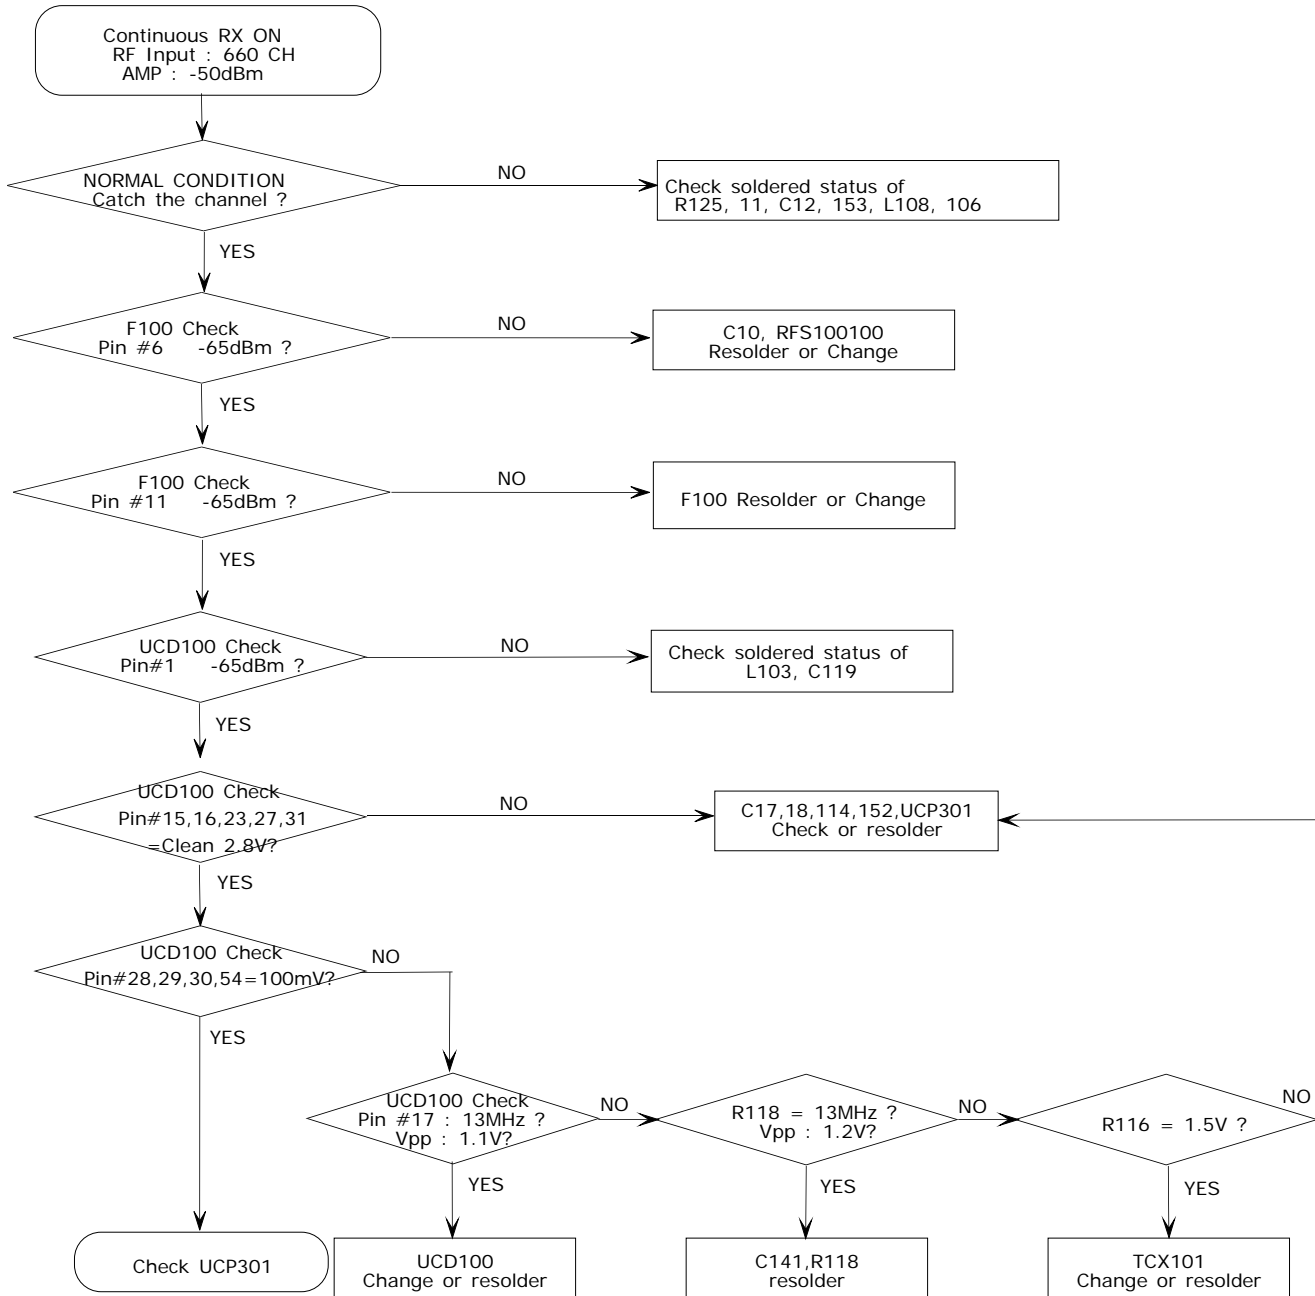 Continuous RX ON
RF Input : 660 CH
AMP : -50dBm
NORMAL CONDITION
Catch the channel ?
NO
Check soldered status of
R125, 11, C12, 153, L108, 106
YES
F100 Check
Pin #6 -65dBm ?
NO
C10, RFS100100
Resolder or Change
YES
F100 Check
Pin #11 -65dBm ?
NO
F100 Resolder or Change
YES
UCD100 Check
Pin#1 -65dBm ?
NO
Check soldered status of
L103, C119
YES
UCD100 Check
Pin#15,16,23,27,31
=Clean 2.8V?
NO
C17,18,114,152,UCP301
Check or resolder
YES
UCD100 Check
Pin#28,29,30,54=100mV?
NO
YES
UCD100 Check
Pin #17 : 13MHz ?
Vpp : 1.1V?
NO
R118 = 13MHz ?
Vpp : 1.2V?
NO
R116 = 1.5V ?
NO
YES
YES
YES
Check UCP301
UCD100
Change or resolder
C141,R118
resolder
TCX101
Change or resolder